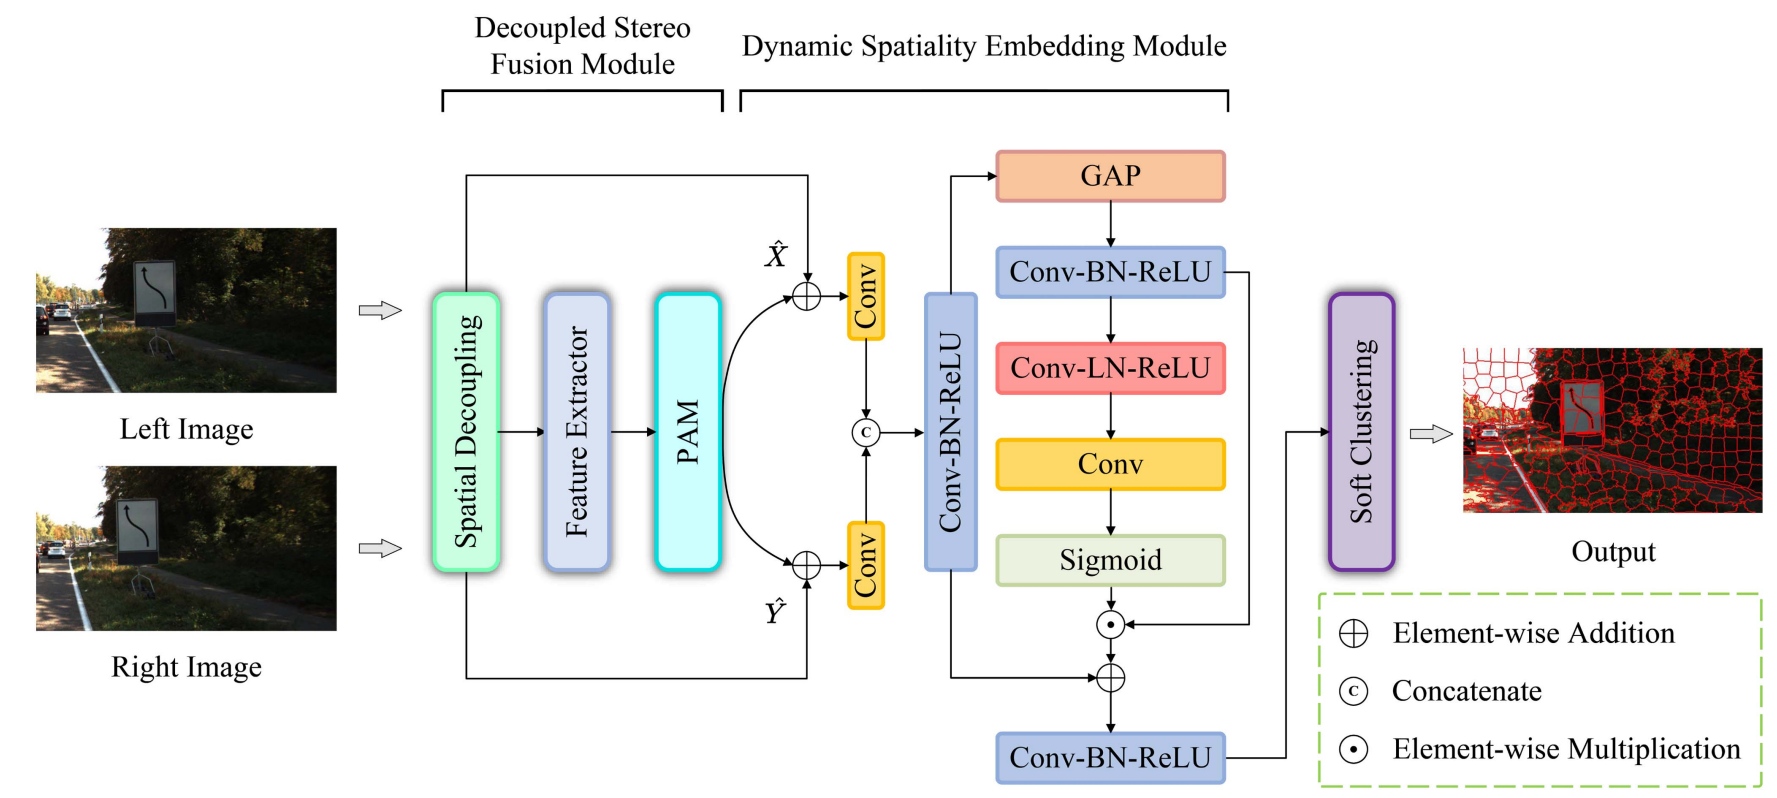 Decoupled Stereo
Fusion Module
Dynamic Spatiality Embedding Module
Left Image
Right Image
Spatial Decoupling
Feature Extractor
PAM
X̂
Ŷ
Conv
C
Conv
Conv-BN-ReLU
GAP
Conv-BN-ReLU
Conv-LN-ReLU
Conv
Sigmoid
Conv-BN-ReLU
Soft Clustering
Output
Element-wise Addition
C Concatenate
Element-wise Multiplication